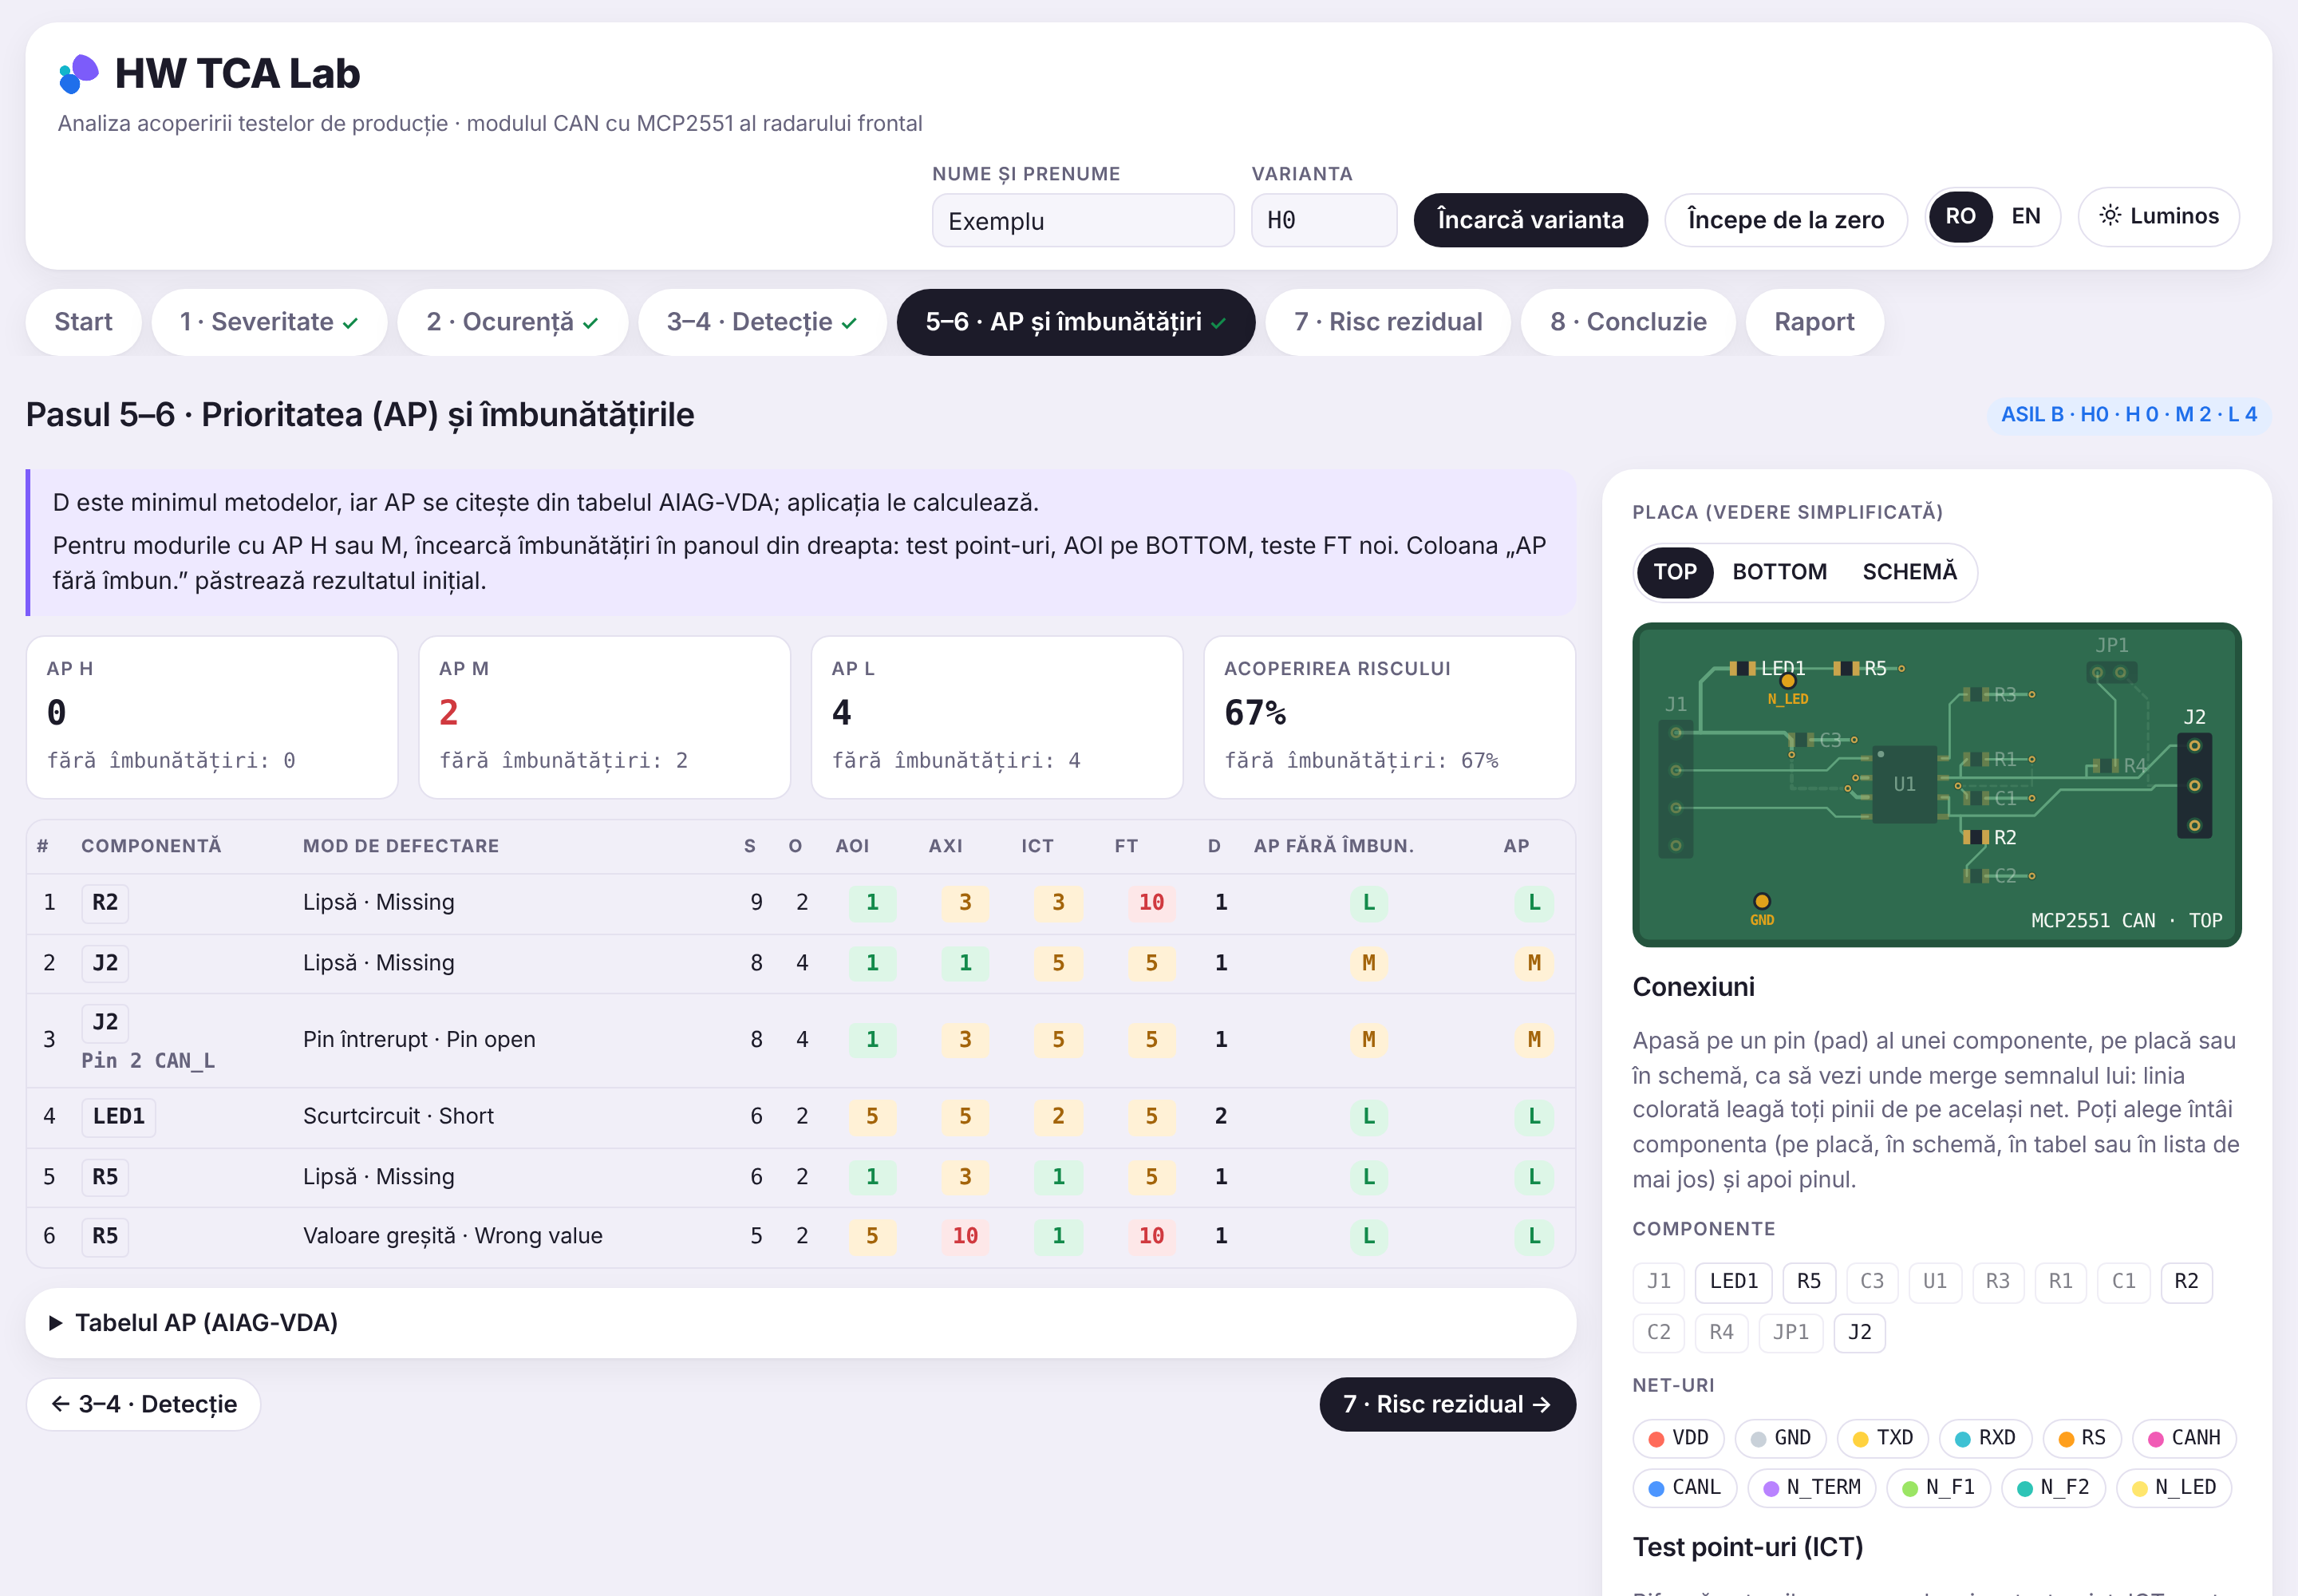 HW TCA Lab
Analiza acoperirii testelor de producție · modulul CAN cu MCP2551 al radarului frontal
NUME ȘI PRENUME
VARIANTA
Exemplu
H0
Încarcă varianta
Începe de la zero
RO
EN
Luminos
Start
1 · Severitate ✓
2 · Ocurență ✓
3–4 · Detecție ✓
5–6 · AP și îmbunătățiri ✓
7 · Risc rezidual
8 · Concluzie
Raport
Pasul 5–6 · Prioritatea (AP) și îmbunătățirile
ASIL B · H0 · H 0 · M 2 · L 4
D este minimul metodelor, iar AP se citește din tabelul AIAG-VDA; aplicația le calculează.
Pentru modurile cu AP H sau M, încearcă îmbunătățiri în panoul din dreapta: test point-uri, AOI pe BOTTOM, teste FT noi. Coloana „AP
fără îmbun.” păstrează rezultatul inițial.
AP H
0
fără îmbunătățiri: 0
AP M
2
fără îmbunătățiri: 2
AP L
4
fără îmbunătățiri: 4
ACOPERIREA RISCULUI
67%
fără îmbunătățiri: 67%
# COMPONENTĂ MOD DE DEFECTARE S O AOI AXI ICT FT D AP FĂRĂ ÎMBUN. AP
1 R2 Lipsă · Missing 9 2 1 3 3 10 1 L L
2 J2 Lipsă · Missing 8 4 1 1 5 5 1 M M
3 J2 Pin 2 CAN_L Pin întrerupt · Pin open 8 4 1 3 5 5 1 M M
4 LED1 Scurtcircuit · Short 6 2 5 5 2 5 2 L L
5 R5 Lipsă · Missing 6 2 1 3 1 5 1 L L
6 R5 Valoare greșită · Wrong value 5 2 5 10 1 10 1 L L
▶ Tabelul AP (AIAG-VDA)
← 3–4 · Detecție
7 · Risc rezidual →
PLACA (VEDERE SIMPLIFICATĂ)
TOP
BOTTOM
SCHEMĂ
JP1
LED1
R5
N_LED
R3
J1
J2
C3
R1
R4
U1
C1
R2
C2
GND
MCP2551 CAN · TOP
Conexiuni
Apasă pe un pin (pad) al unei componente, pe placă sau
în schemă, ca să vezi unde merge semnalul lui: linia
colorată leagă toți pinii de pe același net. Poți alege întâi
componenta (pe placă, în schemă, în tabel sau în lista de
mai jos) și apoi pinul.
COMPONENTE
J1 LED1 R5 C3 U1 R3 R1 C1 R2
C2 R4 JP1 J2
NET-URI
VDD GND TXD RXD RS CANH
CANL N_TERM N_F1 N_F2 N_LED
Test point-uri (ICT)